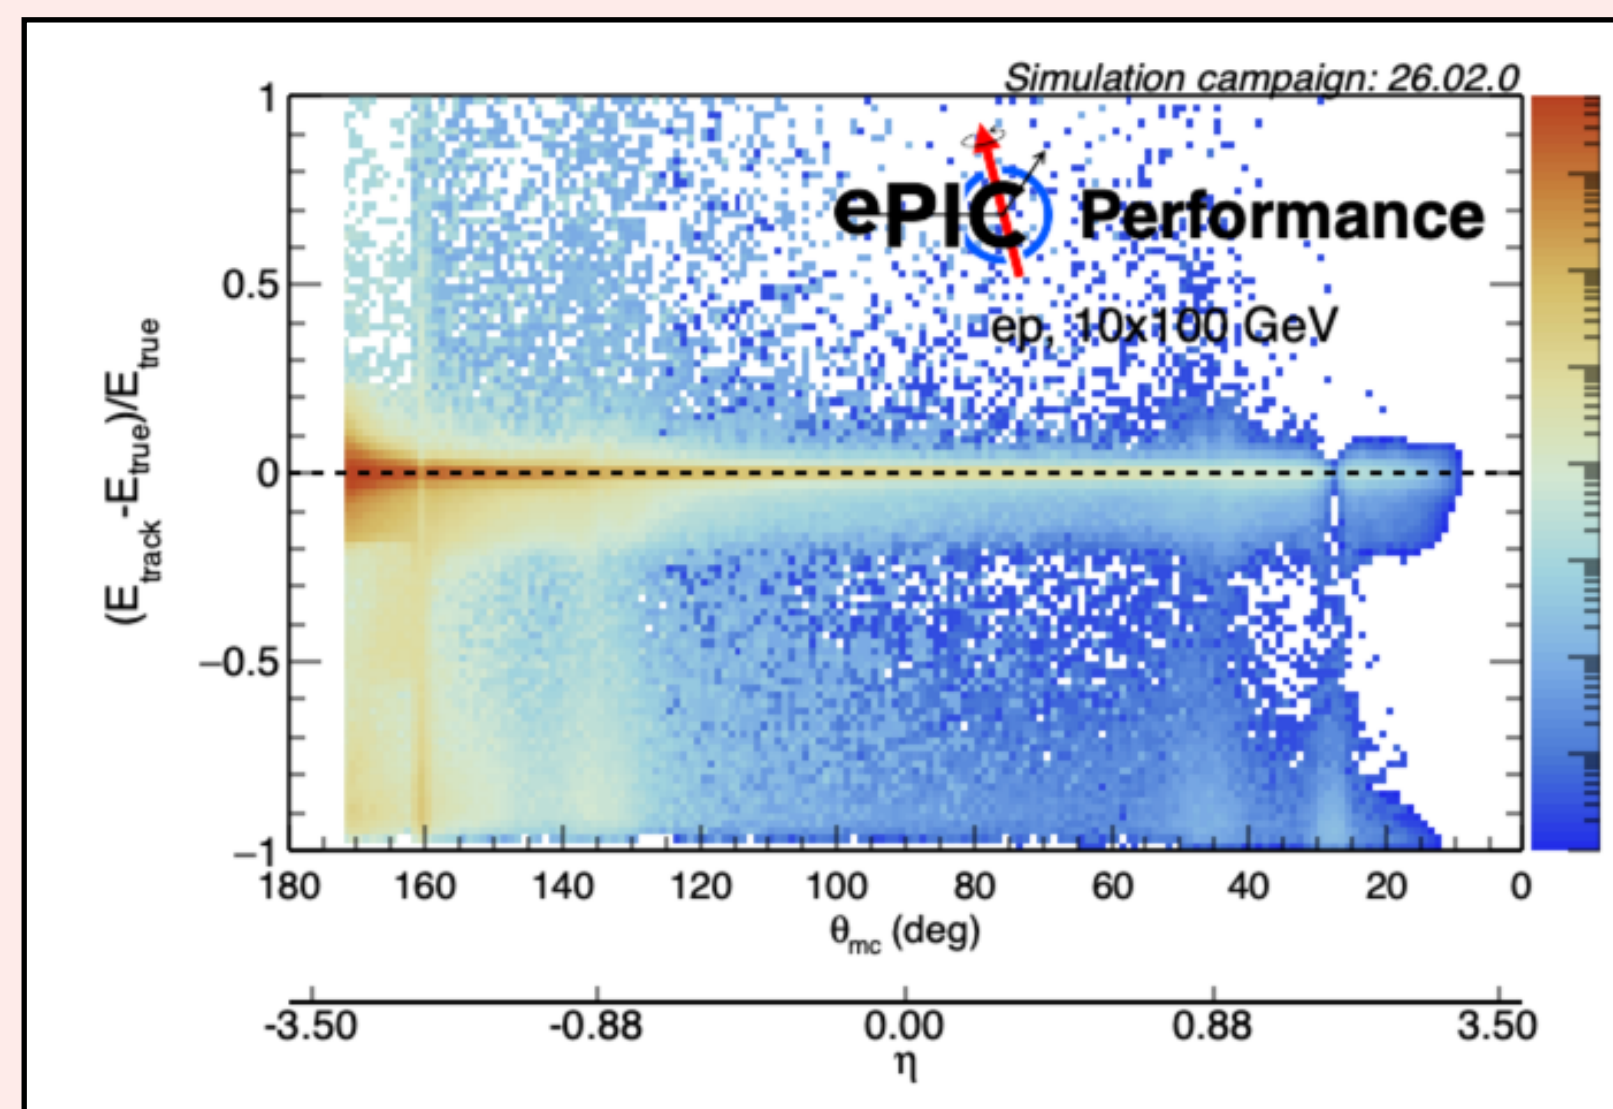 Simulation campaign: 26.02.0
1
ePIC Performance
0.5
ep, 10x100 GeV
(E_track-E_true)/E_true
0
−0.5
−1
180 160 140 120 100 80 60 40 20 0
θ_mc (deg)
-3.50 -0.88 0.00 0.88 3.50
η